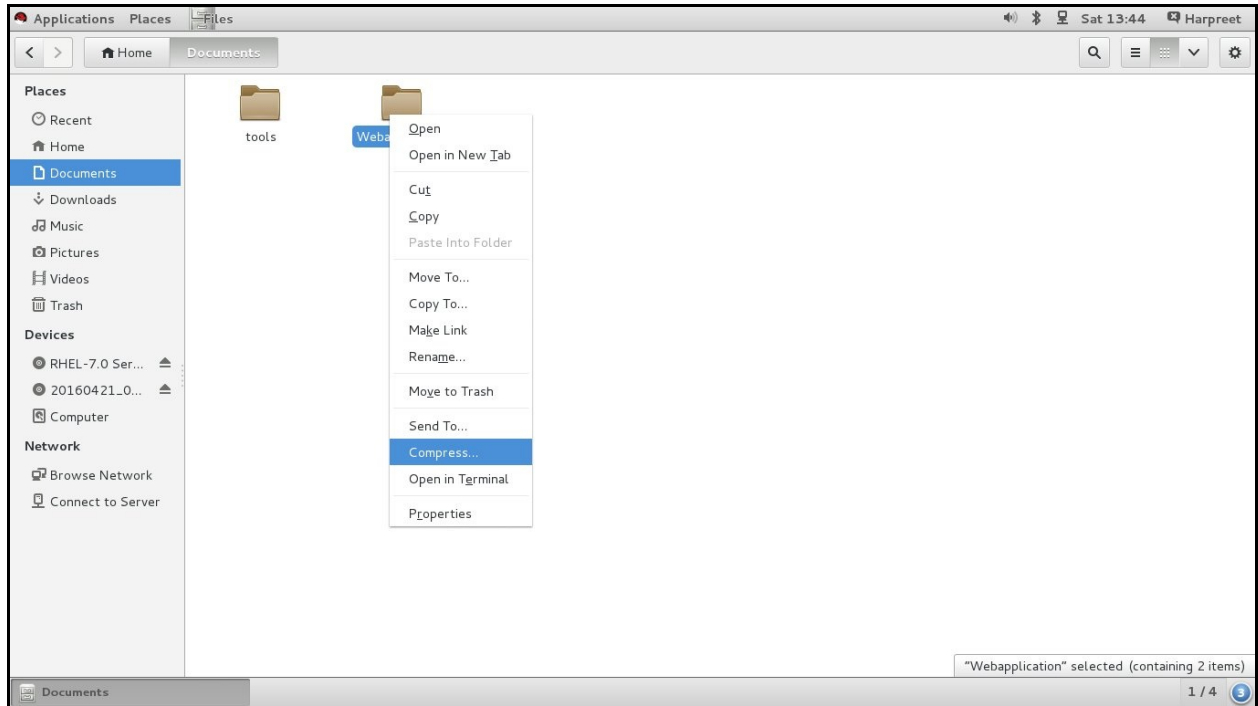 Applications Places Files Sat 13:44 Harpreet
Home Documents
Places
Recent
Home
Documents
Downloads
Music
Pictures
Videos
Trash
Devices
RHEL-7.0 Ser...
20160421_0...
Computer
Network
Browse Network
Connect to Server
tools
Open
Open in New Tab
Cut
Copy
Paste Into Folder
Move To...
Copy To...
Make Link
Rename...
Move to Trash
Send To...
Compress...
Open in Terminal
Properties
"Webapplication" selected (containing 2 items)
Documents 1 / 4 3